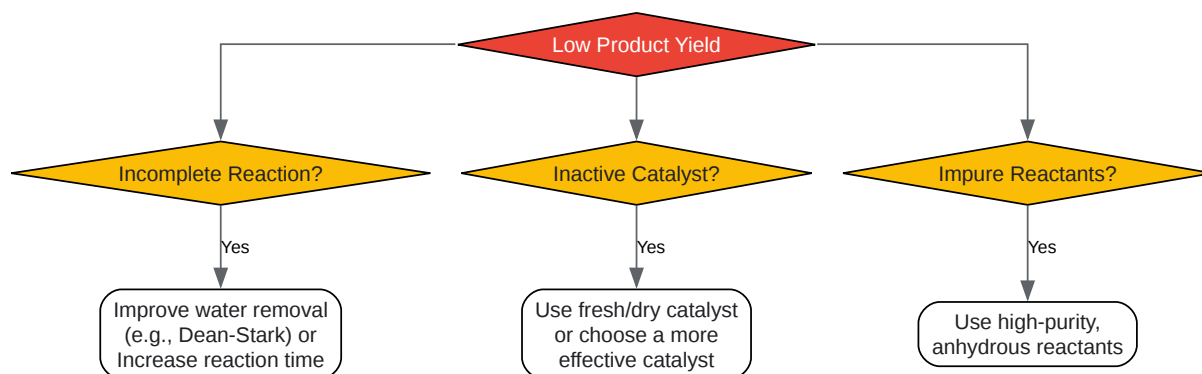 Low Product Yield
Incomplete Reaction?
Inactive Catalyst?
Impure Reactants?
Yes
Yes
Yes
Improve water removal
(e.g., Dean-Stark) or
Increase reaction time
Use fresh/dry catalyst
or choose a more
effective catalyst
Use high-purity,
anhydrous reactants